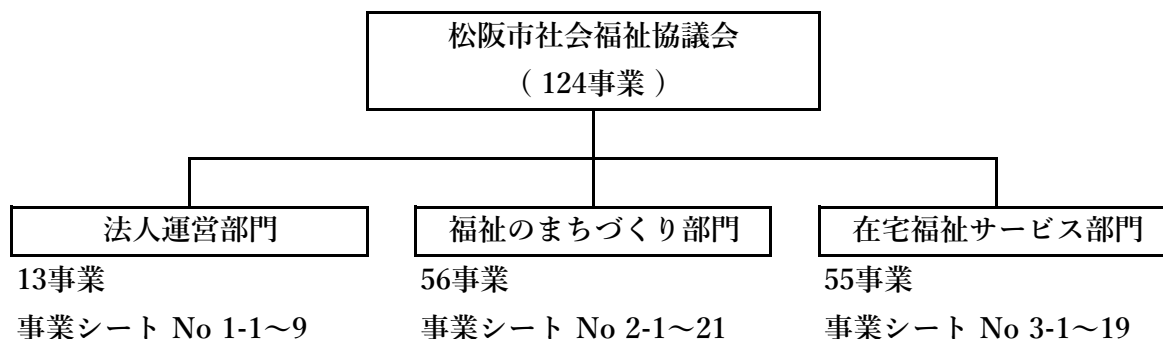 松阪市社会福祉協議会
（ 124事業 ）
法人運営部門
13事業
事業シート No 1-1～9
福祉のまちづくり部門
56事業
事業シート No 2-1～21
在宅福祉サービス部門
55事業
事業シート No 3-1～19